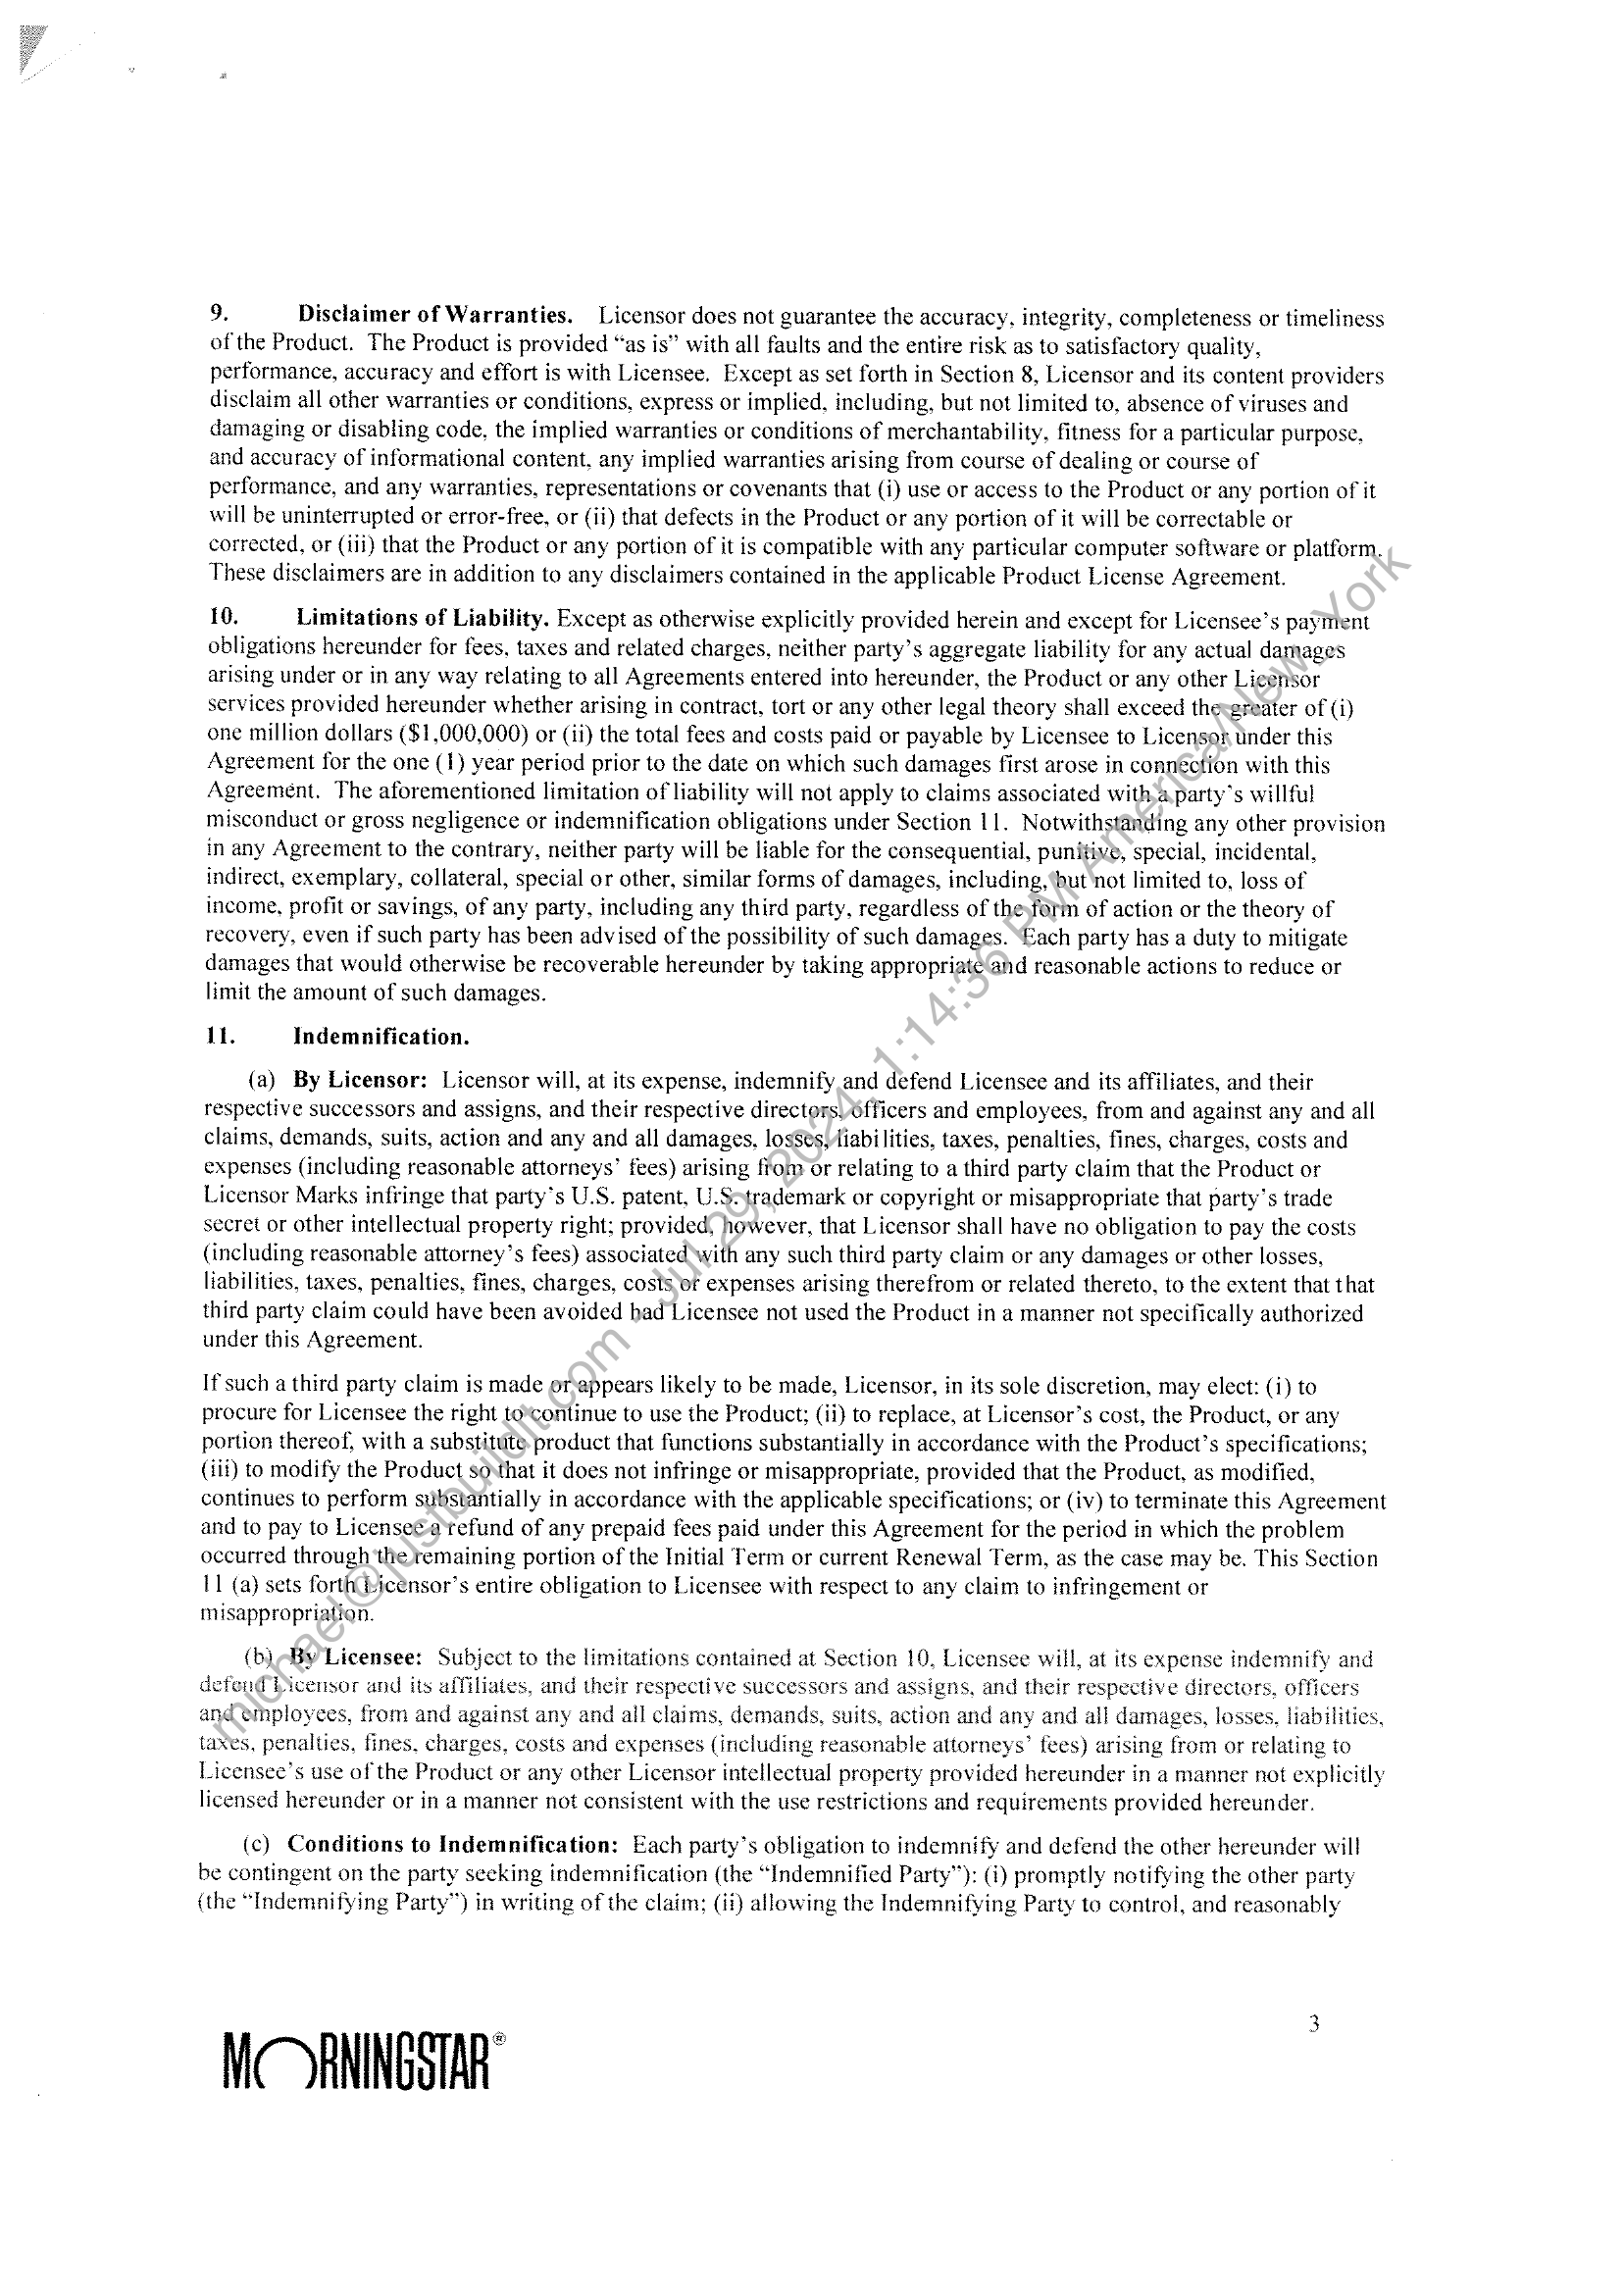 9. Disclaimer of Warranties. Licensor does not guarantee the accuracy, integrity, completeness or timeliness
of the Product. The Product is provided “as is” with all faults and the entire risk as to satisfactory quality,
performance, accuracy and effort is with Licensee. Except as set forth in Section 8, Licensor and its content providers
disclaim all other warranties or conditions, express or implied, including, but not limited to, absence of viruses and
damaging or disabling code, the implied warranties or conditions of merchantability, fitness for a particular purpose,
and accuracy of informational content, any implied warranties arising from course of dealing or course of
performance, and any warranties, representations or covenants that (i) use or access to the Product or any portion of it
will be uninterrupted or error-free, or (ii) that defects in the Product or any portion of it will be correctable or
corrected, or (iii) that the Product or any portion of it is compatible with any particular computer software or platform.
These disclaimers are in addition to any disclaimers contained in the applicable Product License Agreement.
10. Limitations of Liability. Except as otherwise explicitly provided herein and except for Licensee’s payment
obligations hereunder for fees, taxes and related charges, neither party’s aggregate liability for any actual damages
arising under or in any way relating to all Agreements entered into hereunder, the Product or any other Licensor
services provided hereunder whether arising in contract, tort or any other legal theory shall exceed the greater of (i)
one million dollars ($1,000,000) or (ii) the total fees and costs paid or payable by Licensee to Licensor under this
Agreement for the one (1) year period prior to the date on which such damages first arose in connection with this
Agreement. The aforementioned limitation of liability will not apply to claims associated with a party’s willful
misconduct or gross negligence or indemnification obligations under Section 11. Notwithstanding any other provision
in any Agreement to the contrary, neither party will be liable for the consequential, punitive, special, incidental,
indirect, exemplary, collateral, special or other, similar forms of damages, including, but not limited to, loss of
income, profit or savings, of any party, including any third party, regardless of the form of action or the theory of
recovery, even if such party has been advised of the possibility of such damages. Each party has a duty to mitigate
damages that would otherwise be recoverable hereunder by taking appropriate and reasonable actions to reduce or
limit the amount of such damages.
11. Indemnification.
(a) By Licensor: Licensor will, at its expense, indemnify and defend Licensee and its affiliates, and their
respective successors and assigns, and their respective directors, officers and employees, from and against any and all
claims, demands, suits, action and any and all damages, losses, liabilities, taxes, penalties, fines, charges, costs and
expenses (including reasonable attorneys’ fees) arising from or relating to a third party claim that the Product or
Licensor Marks infringe that party’s U.S. patent, U.S. trademark or copyright or misappropriate that party’s trade
secret or other intellectual property right; provided, however, that Licensor shall have no obligation to pay the costs
(including reasonable attorney’s fees) associated with any such third party claim or any damages or other losses,
liabilities, taxes, penalties, fines, charges, costs or expenses arising therefrom or related thereto, to the extent that that
third party claim could have been avoided had Licensee not used the Product in a manner not specifically authorized
under this Agreement.
If such a third party claim is made or appears likely to be made, Licensor, in its sole discretion, may elect: (i) to
procure for Licensee the right to continue to use the Product; (ii) to replace, at Licensor’s cost, the Product, or any
portion thereof, with a substitute product that functions substantially in accordance with the Product’s specifications;
(iii) to modify the Product so that it does not infringe or misappropriate, provided that the Product, as modified,
continues to perform substantially in accordance with the applicable specifications; or (iv) to terminate this Agreement
and to pay to Licensee a refund of any prepaid fees paid under this Agreement for the period in which the problem
occurred through the remaining portion of the Initial Term or current Renewal Term, as the case may be. This Section
11 (a) sets forth Licensor’s entire obligation to Licensee with respect to any claim to infringement or
misappropriation.
(b) By Licensee: Subject to the limitations contained at Section 10, Licensee will, at its expense indemnify and
defend Licensor and its affiliates, and their respective successors and assigns, and their respective directors, officers
and employees, from and against any and all claims, demands, suits, action and any and all damages, losses, liabilities,
taxes, penalties, fines, charges, costs and expenses (including reasonable attorneys’ fees) arising from or relating to
Licensee’s use of the Product or any other Licensor intellectual property provided hereunder in a manner not explicitly
licensed hereunder or in a manner not consistent with the use restrictions and requirements provided hereunder.
(c) Conditions to Indemnification: Each party’s obligation to indemnify and defend the other hereunder will
be contingent on the party seeking indemnification (the “Indemnified Party”): (i) promptly notifying the other party
(the “Indemnifying Party”) in writing of the claim; (ii) allowing the Indemnifying Party to control, and reasonably
3
MORNINGSTAR®
michael@justbuildit.com - Jul 29, 2024, 1:14:36 PM America/New_York